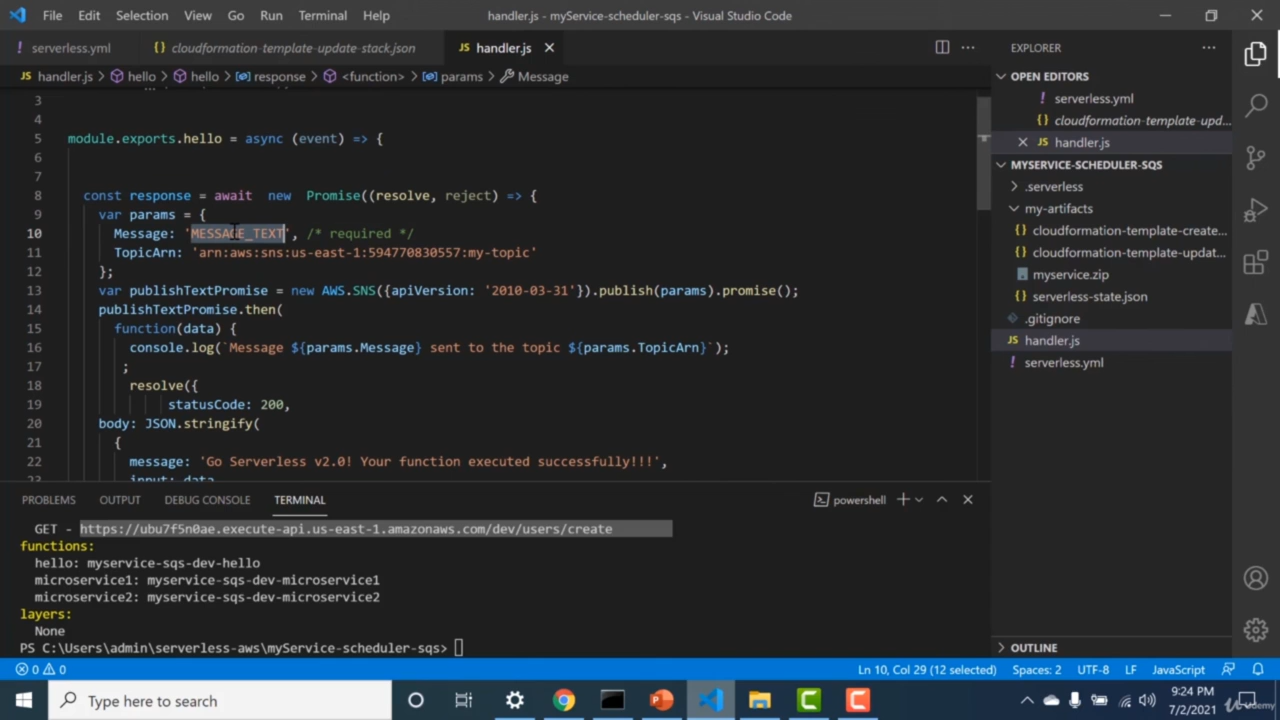 File Edit Selection View Go Run Terminal Help handler.js - myService-scheduler-sqs - Visual Studio Code
serverless.yml cloudformation-template-update-stack.json JS handler.js
JS handler.js > hello > hello > response > <function> > params > Message
3
4
5 module.exports.hello = async (event) => {
6
7
8 const response = await new Promise((resolve, reject) => {
9 var params = {
10 Message: 'MESSAGE_TEXT', /* required */
11 TopicArn: 'arn:aws:sns:us-east-1:594770830557:my-topic'
12 };
13 var publishTextPromise = new AWS.SNS({apiVersion: '2010-03-31'}).publish(params).promise();
14 publishTextPromise.then(
15 function(data) {
16 console.log(`Message ${params.Message} sent to the topic ${params.TopicArn}`);
17 ;
18 resolve({
19 statusCode: 200,
20 body: JSON.stringify(
21 {
22 message: 'Go Serverless v2.0! Your function executed successfully!!!',
23 input: data
EXPLORER
OPEN EDITORS
! serverless.yml
{} cloudformation-template-upd...
JS handler.js
MYSERVICE-SCHEDULER-SQS
.serverless
my-artifacts
{} cloudformation-template-create...
{} cloudformation-template-updat...
myservice.zip
{} serverless-state.json
.gitignore
JS handler.js
! serverless.yml
OUTLINE
PROBLEMS OUTPUT DEBUG CONSOLE TERMINAL powershell
GET - https://ubu7f5n0ae.execute-api.us-east-1.amazonaws.com/dev/users/create
functions:
hello: myservice-sqs-dev-hello
microservice1: myservice-sqs-dev-microservice1
microservice2: myservice-sqs-dev-microservice2
layers:
None
PS C:\Users\admin\serverless-aws\myService-scheduler-sqs>
0 0 Ln 10, Col 29 (12 selected) Spaces: 2 UTF-8 LF JavaScript
Type here to search
9:24 PM
7/2/2021
Udemy